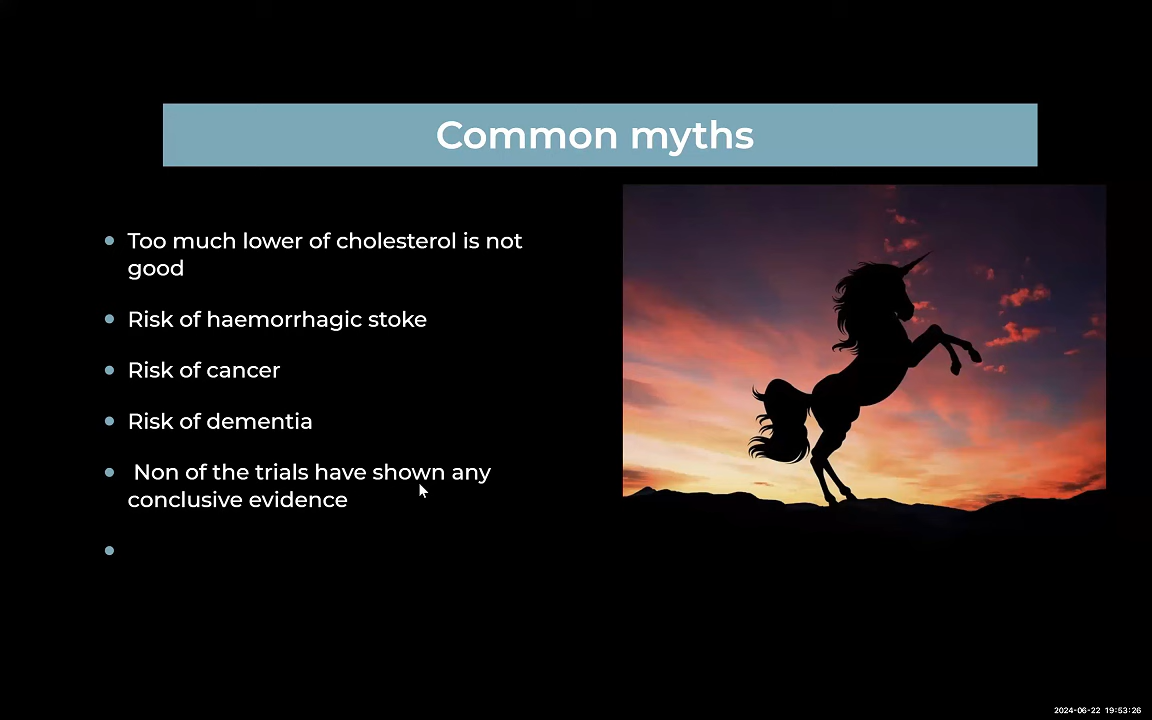 Common myths
Too much lower of cholesterol is not
good
Risk of haemorrhagic stoke
Risk of cancer
Risk of dementia
Non of the trials have shown any
conclusive evidence
2024-06-22 19:53:26